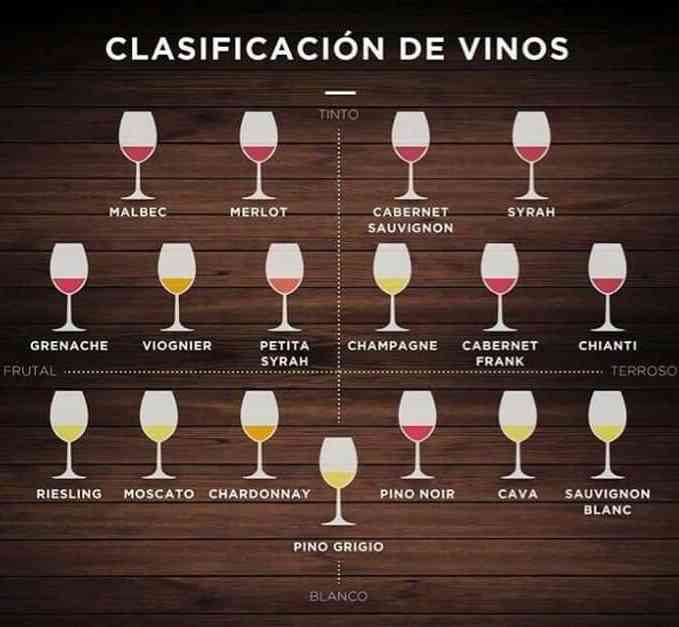 CLASIFICACIÓN DE VINOS
TINTO
MALBEC
MERLOT
CABERNET
SAUVIGNON
SYRAH
GRENACHE
VIOGNIER
PETITA
SYRAH
CHAMPAGNE
CABERNET
FRANK
CHIANTI
FRUTAL
TERROSO
RIESLING
MOSCATO
CHARDONNAY
PINO GRIGIO
PINO NOIR
CAVA
SAUVIGNON
BLANC
BLANCO